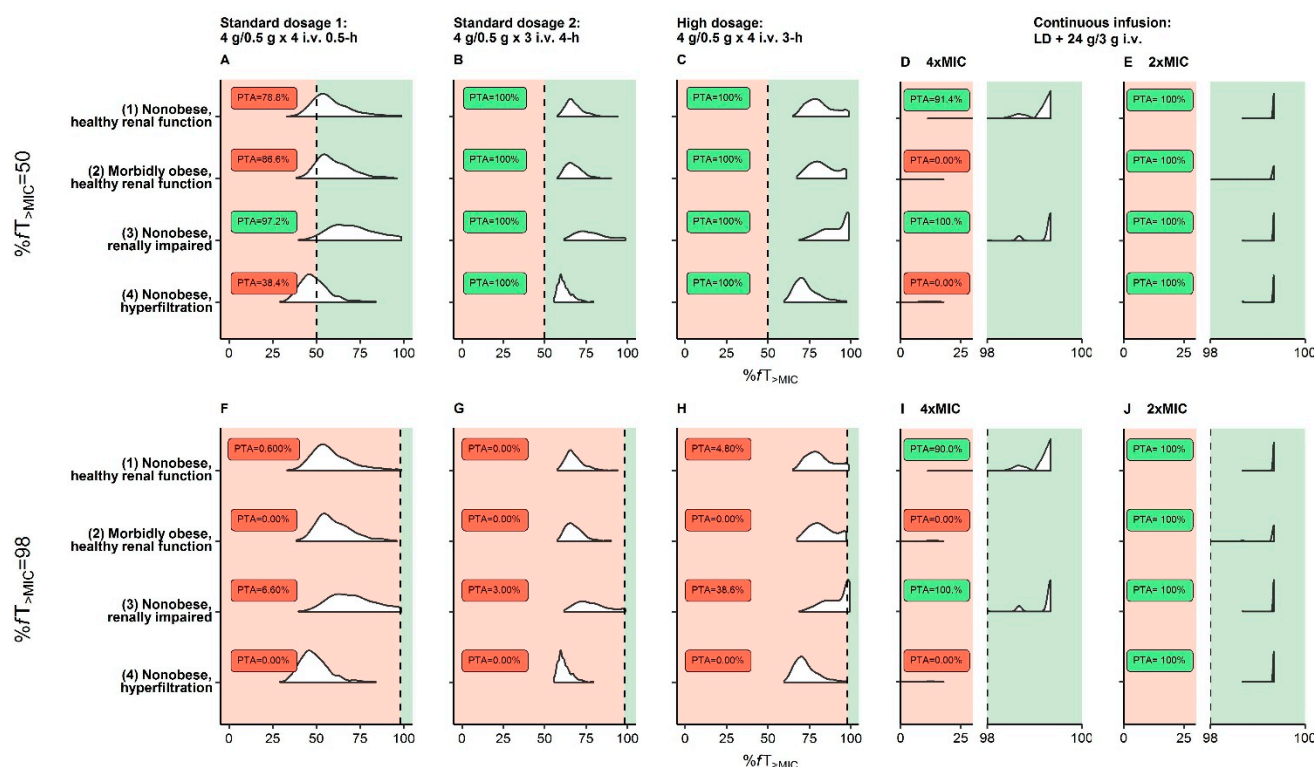 Standard dosage 1:
4 g/0.5 g x 4 i.v. 0.5-h
Standard dosage 2:
4 g/0.5 g x 3 i.v. 4-h
High dosage:
4 g/0.5 g x 4 i.v. 3-h
Continuous infusion:
LD + 24 g/3 g i.v.
A
B
C
D 4xMIC
E 2xMIC
%fT>MIC=50
(1) Nonobese,
healthy renal function
PTA=78.8%
PTA=100%
PTA=100%
PTA=91.4%
PTA= 100%
(2) Morbidly obese,
healthy renal function
PTA=86.6%
PTA=100%
PTA=100%
PTA=0.00%
PTA= 100%
(3) Nonobese,
renally impaired
PTA=97.2%
PTA=100%
PTA=100%
PTA=100.%
PTA= 100%
(4) Nonobese,
hyperfiltration
PTA=38.4%
PTA=100%
PTA=100%
PTA=0.00%
PTA= 100%
0 25 50 75 100
0 25 50 75 100
0 25 50 75 100
0 25 98 100
0 25 98 100
%fT>MIC
F
G
H
I 4xMIC
J 2xMIC
%fT>MIC=98
(1) Nonobese,
healthy renal function
PTA=0.600%
PTA=0.00%
PTA=4.80%
PTA=90.0%
PTA= 100%
(2) Morbidly obese,
healthy renal function
PTA=0.00%
PTA=0.00%
PTA=0.00%
PTA=0.00%
PTA= 100%
(3) Nonobese,
renally impaired
PTA=6.60%
PTA=3.00%
PTA=38.6%
PTA=100.%
PTA= 100%
(4) Nonobese,
hyperfiltration
PTA=0.00%
PTA=0.00%
PTA=0.00%
PTA=0.00%
PTA= 100%
0 25 50 75 100
0 25 50 75 100
0 25 50 75 100
0 25 98 100
0 25 98 100
%fT>MIC